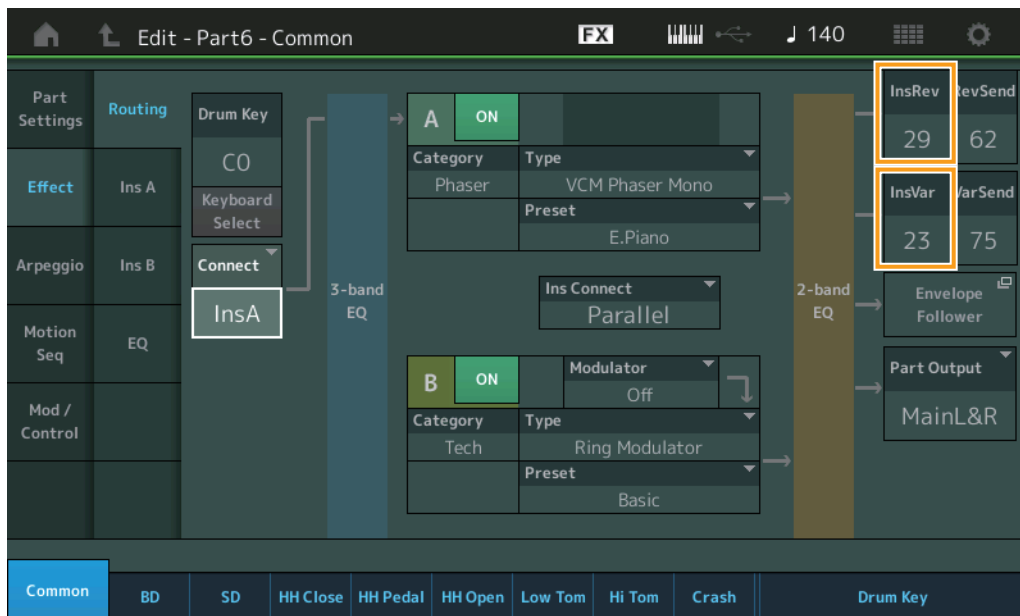 Edit - Part6 - Common
FX
♩ 140
Part
Settings
Effect
Arpeggio
Motion
Seq
Mod /
Control
Routing
Ins A
Ins B
EQ
Drum Key
C0
Keyboard
Select
Connect
InsA
3-band
EQ
A
ON
Category
Type
Phaser
VCM Phaser Mono
Preset
E.Piano
Ins Connect
Parallel
B
ON
Modulator
Off
Category
Type
Tech
Ring Modulator
Preset
Basic
2-band
EQ
InsRev
RevSend
29
62
InsVar
VarSend
23
75
Envelope
Follower
Part Output
MainL&R
Common
BD
SD
HH Close
HH Pedal
HH Open
Low Tom
Hi Tom
Crash
Drum Key